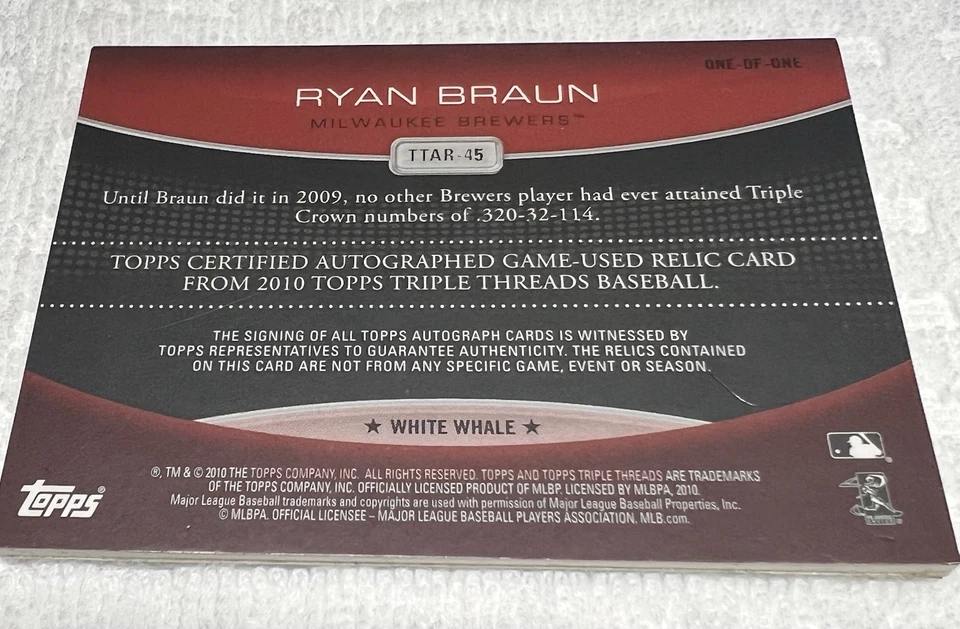 ONE-OF-ONE
RYAN BRAUN
MILWAUKEE BREWERS™
TTAR-45
Until Braun did it in 2009, no other Brewers player had ever attained Triple
Crown numbers of .320-32-114.
TOPPS CERTIFIED AUTOGRAPHED GAME-USED RELIC CARD
FROM 2010 TOPPS TRIPLE THREADS BASEBALL.
THE SIGNING OF ALL TOPPS AUTOGRAPH CARDS IS WITNESSED BY
TOPPS REPRESENTATIVES TO GUARANTEE AUTHENTICITY. THE RELICS CONTAINED
ON THIS CARD ARE NOT FROM ANY SPECIFIC GAME, EVENT OR SEASON.
★ WHITE WHALE ★
®, TM & © 2010 THE TOPPS COMPANY, INC. ALL RIGHTS RESERVED. TOPPS AND TOPPS TRIPLE THREADS ARE TRADEMARKS
OF THE TOPPS COMPANY, INC. OFFICIALLY LICENSED PRODUCT OF MLBP. LICENSED BY MLBPA, 2010.
Major League Baseball trademarks and copyrights are used with permission of Major League Baseball Properties, Inc.
© MLBPA. OFFICIAL LICENSEE – MAJOR LEAGUE BASEBALL PLAYERS ASSOCIATION. MLB.com.
Topps®